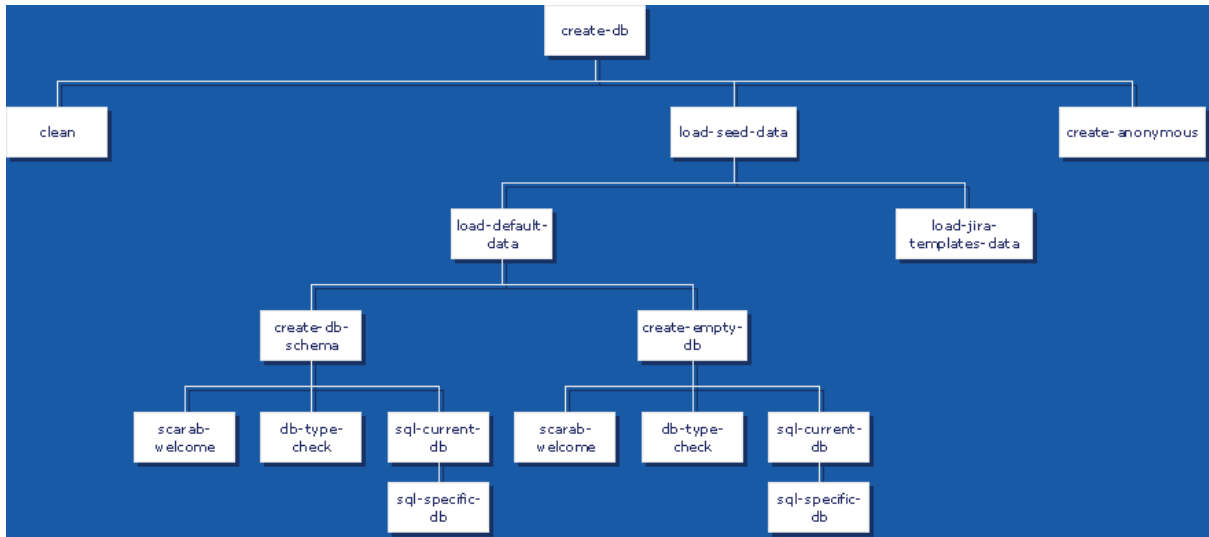 create-db
clean
load-seed-data
create-anonymous
load-default-
data
load-jira-
templates-data
create-db-
schema
create-empty-
db
scarab-
welcome
db-type-
check
sql-current-
db
scarab-
welcome
db-type-
check
sql-current-
db
sql-specific-
db
sql-specific-
db